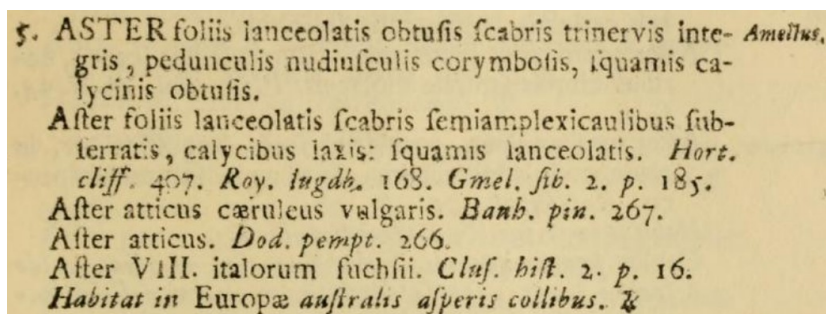 5. ASTER foliis lanceolatis obtuſis ſcabris trinervis inte- Amellus.
gris, pedunculis nudiuſculis corymboſis, ſquamis ca-
lycinis obtuſis.
Aſter foliis lanceolatis ſcabris ſemiamplexicaulibus ſub-
ſerratis, calycibus laxis: ſquamis lanceolatis. Hort.
cliff. 407. Roy. lugdb. 168. Gmel. ſib. 2. p. 185.
Aſter atticus cæruleus vulgaris. Bauh. pin. 267.
Aſter atticus. Dod. pempt. 266.
Aſter VIII. italorum fuchſii. Cluſ. hiſt. 2. p. 16.
Habitat in Europæ auſtralis aſperis collibus. ♃